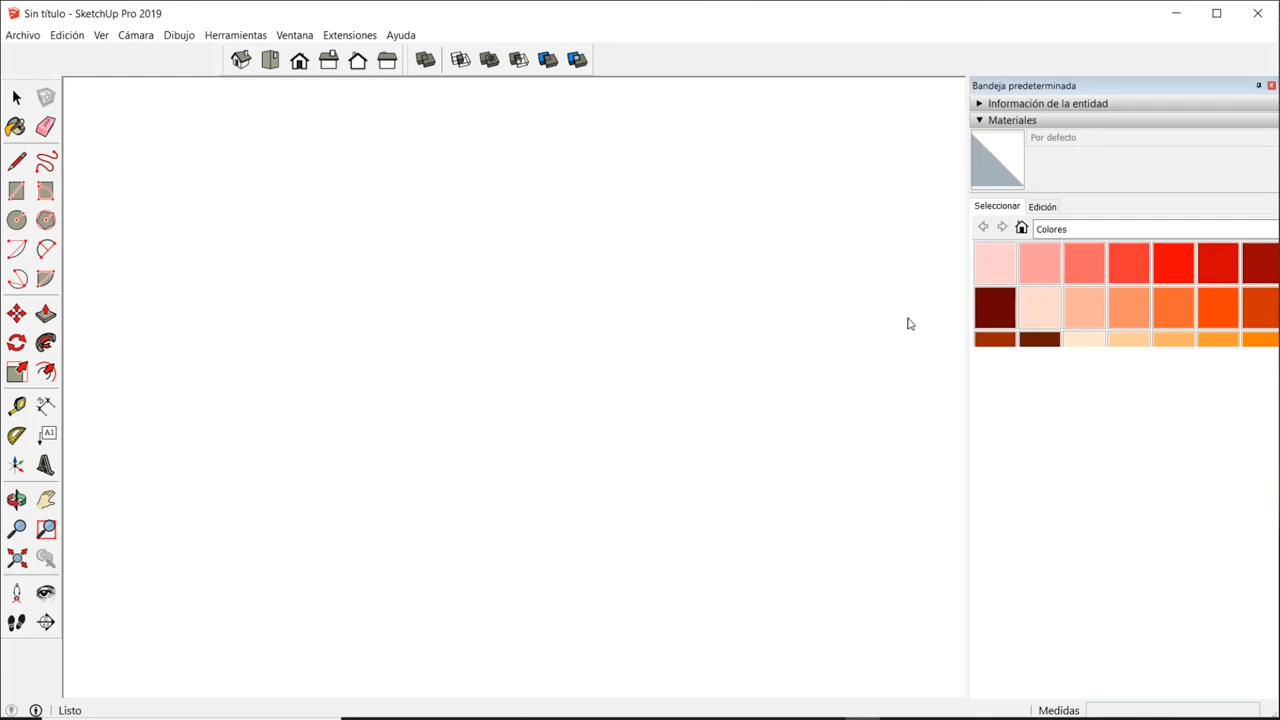 Sin título - SketchUp Pro 2019
Archivo Edición Ver Cámara Dibujo Herramientas Ventana Extensiones Ayuda
Bandeja predeterminada
Información de la entidad
Materiales
Por defecto
Seleccionar Edición
Colores
A1
Listo
Medidas